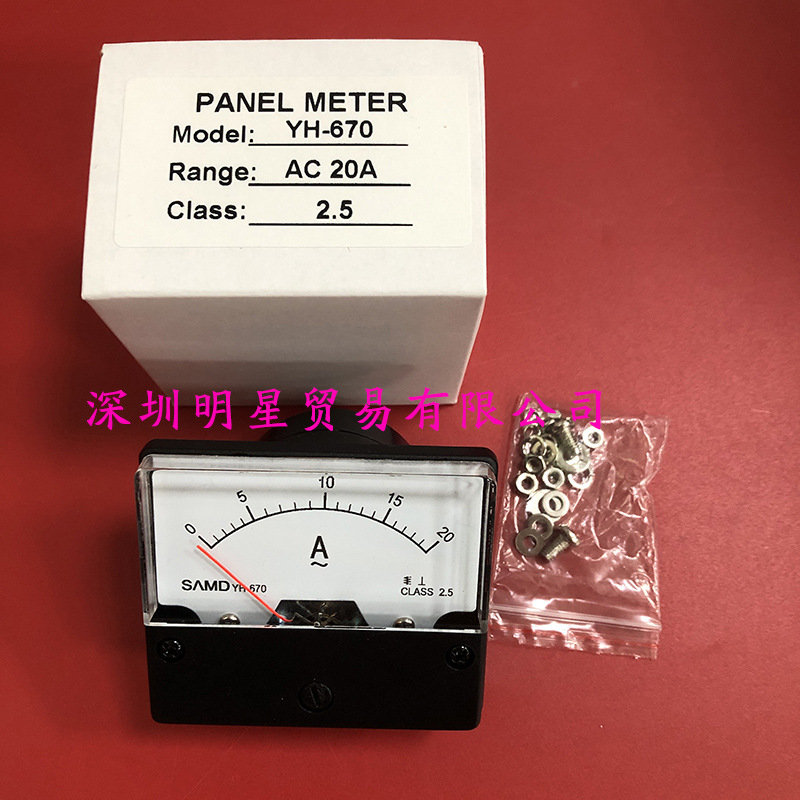 PANEL METER
Model: YH-670
Range: AC 20A
Class: 2.5
深圳明星贸易有限公司
0 5 10 15 20
A
~
SAMD YH-670
CLASS 2.5